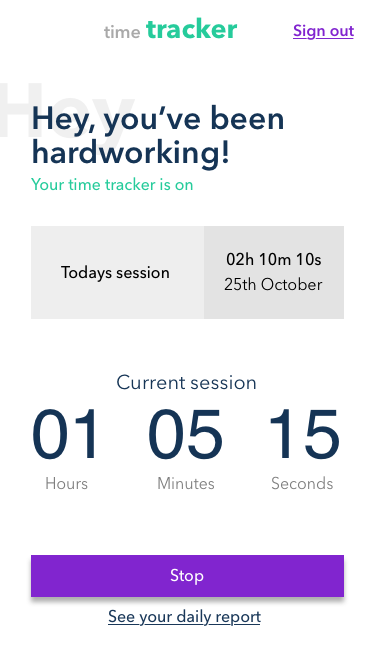 time tracker
Sign out
Hey
Hey, you’ve been
hardworking!
Your time tracker is on
Todays session
02h 10m 10s
25th October
Current session
01 05 15
Hours Minutes Seconds
Stop
See your daily report